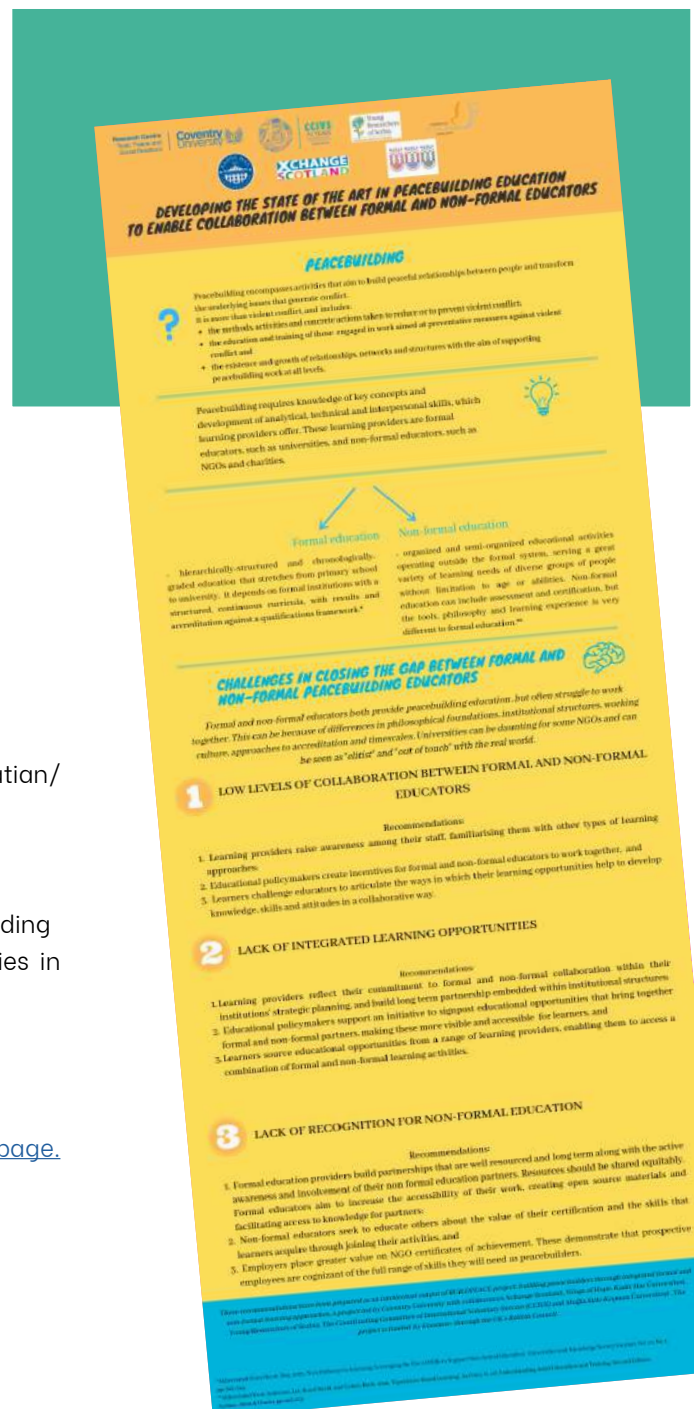 Research Centre
Trust, Peace and
Social Relations
Coventry
University
CCIVS
Young
Researchers
of Serbia
XCHANGE
SCOTLAND
DEVELOPING THE STATE OF THE ART IN PEACEBUILDING EDUCATION
TO ENABLE COLLABORATION BETWEEN FORMAL AND NON-FORMAL EDUCATORS
PEACEBUILDING
?
Peacebuilding encompasses activities that aim to build peaceful relationships between people and transform
the underlying issues that generate conflict.
It is more than violent conflict, and includes:
• the methods, activities and concrete actions taken to reduce or to prevent violent conflict;
• the education and training of those engaged in work aimed at preventative measures against violent
conflict and
• the existence and growth of relationships, networks and structures with the aim of supporting
peacebuilding work at all levels.
Peacebuilding requires knowledge of key concepts and
development of analytical, technical and interpersonal skills, which
learning providers offer. These learning providers are formal
educators, such as universities, and non-formal educators, such as
NGOs and charities.
Formal education
- hierarchically-structured and chronologically-
graded education that stretches from primary school
to university. It depends on formal institutions with a
structured, continuous curricula, with results and
accreditation against a qualifications framework.*
Non-formal education
- organized and semi-organized educational activities
operating outside the formal system, serving a great
variety of learning needs of diverse groups of people
without limitation to age or abilities. Non-formal
education can include assessment and certification, but
the tools, philosophy and learning experience is very
different to formal education.**
CHALLENGES IN CLOSING THE GAP BETWEEN FORMAL AND
NON-FORMAL PEACEBUILDING EDUCATORS
Formal and non-formal educators both provide peacebuilding education, but often struggle to work
together. This can be because of differences in philosophical foundations, institutional structures, working
culture, approaches to accreditation and timescales. Universities can be daunting for some NGOs and can
be seen as "elitist" and "out of touch" with the real world.
1 LOW LEVELS OF COLLABORATION BETWEEN FORMAL AND NON-FORMAL
EDUCATORS
Recommendations:
1. Learning providers raise awareness among their staff, familiarising them with other types of learning
approaches;
2. Educational policymakers create incentives for formal and non-formal educators to work together, and
3. Learners challenge educators to articulate the ways in which their learning opportunities help to develop
knowledge, skills and attitudes in a collaborative way.
2 LACK OF INTEGRATED LEARNING OPPORTUNITIES
Recommendations:
1. Learning providers reflect their commitment to formal and non-formal collaboration within their
institutions' strategic planning, and build long term partnership embedded within institutional structures;
2. Educational policymakers support an initiative to signpost educational opportunities that bring together
formal and non-formal partners, making these more visible and accessible for learners, and
3. Learners source educational opportunities from a range of learning providers, enabling them to access a
combination of formal and non-formal learning activities.
3 LACK OF RECOGNITION FOR NON-FORMAL EDUCATION
Recommendations:
1. Formal education providers build partnerships that are well resourced and long term along with the active
awareness and involvement of their non formal education partners. Resources should be shared equitably.
Formal educators aim to increase the accessibility of their work, creating open source materials and
facilitating access to knowledge for partners;
2. Non-formal educators seek to educate others about the value of their certification and the skills that
learners acquire through joining their activities, and
3. Employers place greater value on NGO certificates of achievement. These demonstrate that prospective
employees are cognizant of the full range of skills they will need as peacebuilders.
atian/
ding
ies in
page.